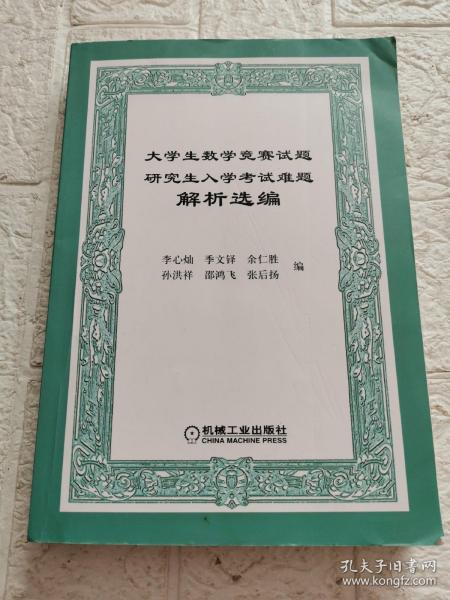 大学生数学竞赛试题
研究生入学考试难题
解析选编
李心灿 季文铎 余仁胜
孙洪祥 邵鸿飞 张后扬
编
机械工业出版社
CHINA MACHINE PRESS
孔夫子旧书网
www.kongfz.com